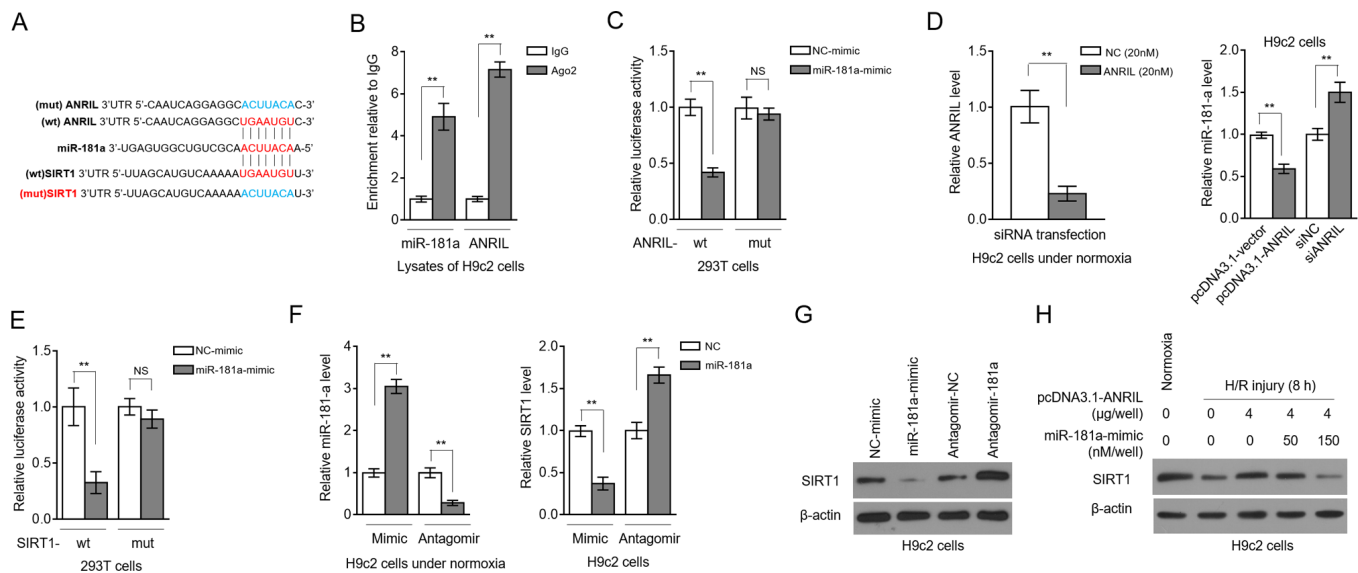 A
(mut) ANRIL 3'UTR 5'-CAAUCAGGAGGCACUUACAC-3'
(wt) ANRIL 3'UTR 5'-CAAUCAGGAGGCUGAAUGUC-3'
miR-181a 3'-UGAGUGGCUGUCGCAACUUACAA-5'
(wt)SIRT1 3'UTR 5'-UUAGCAUGUCAAAAAUGAAUGUU-3'
(mut)SIRT1 3'UTR 5'-UUAGCAUGUCAAAAAACUUACAU-3'
B
Enrichment relative to IgG
8
6
4
2
0
**
**
IgG
Ago2
miR-181a ANRIL
Lysates of H9c2 cells
C
Relative luciferase activity
1.5
1.0
0.5
0.0
**
NS
NC-mimic
miR-181a-mimic
ANRIL- wt mut
293T cells
D
Relative ANRIL level
1.5
1.0
0.5
0.0
**
NC (20nM)
ANRIL (20nM)
siRNA transfection
H9c2 cells under normoxia
H9c2 cells
Relative miR-181-a level
2.0
1.5
1.0
0.5
0.0
**
**
pcDNA3.1-vector
pcDNA3.1-ANRIL
siNC
siANRIL
E
Relative luciferase activity
1.5
1.0
0.5
0.0
**
NS
NC-mimic
miR-181a-mimic
SIRT1- wt mut
293T cells
F
Relative miR-181-a level
4
3
2
1
0
**
**
Mimic Antagomir
H9c2 cells under normoxia
Relative SIRT1 level
2.0
1.5
1.0
0.5
0.0
**
**
NC
miR-181a
Mimic Antagomir
H9c2 cells
G
NC-mimic
miR-181a-mimic
Antagomir-NC
Antagomir-181a
SIRT1
β-actin
H9c2 cells
H
Normoxia
H/R injury (8 h)
pcDNA3.1-ANRIL
(μg/well) 0 0 4 4 4
miR-181a-mimic
(nM/well) 0 0 0 50 150
SIRT1
β-actin
H9c2 cells